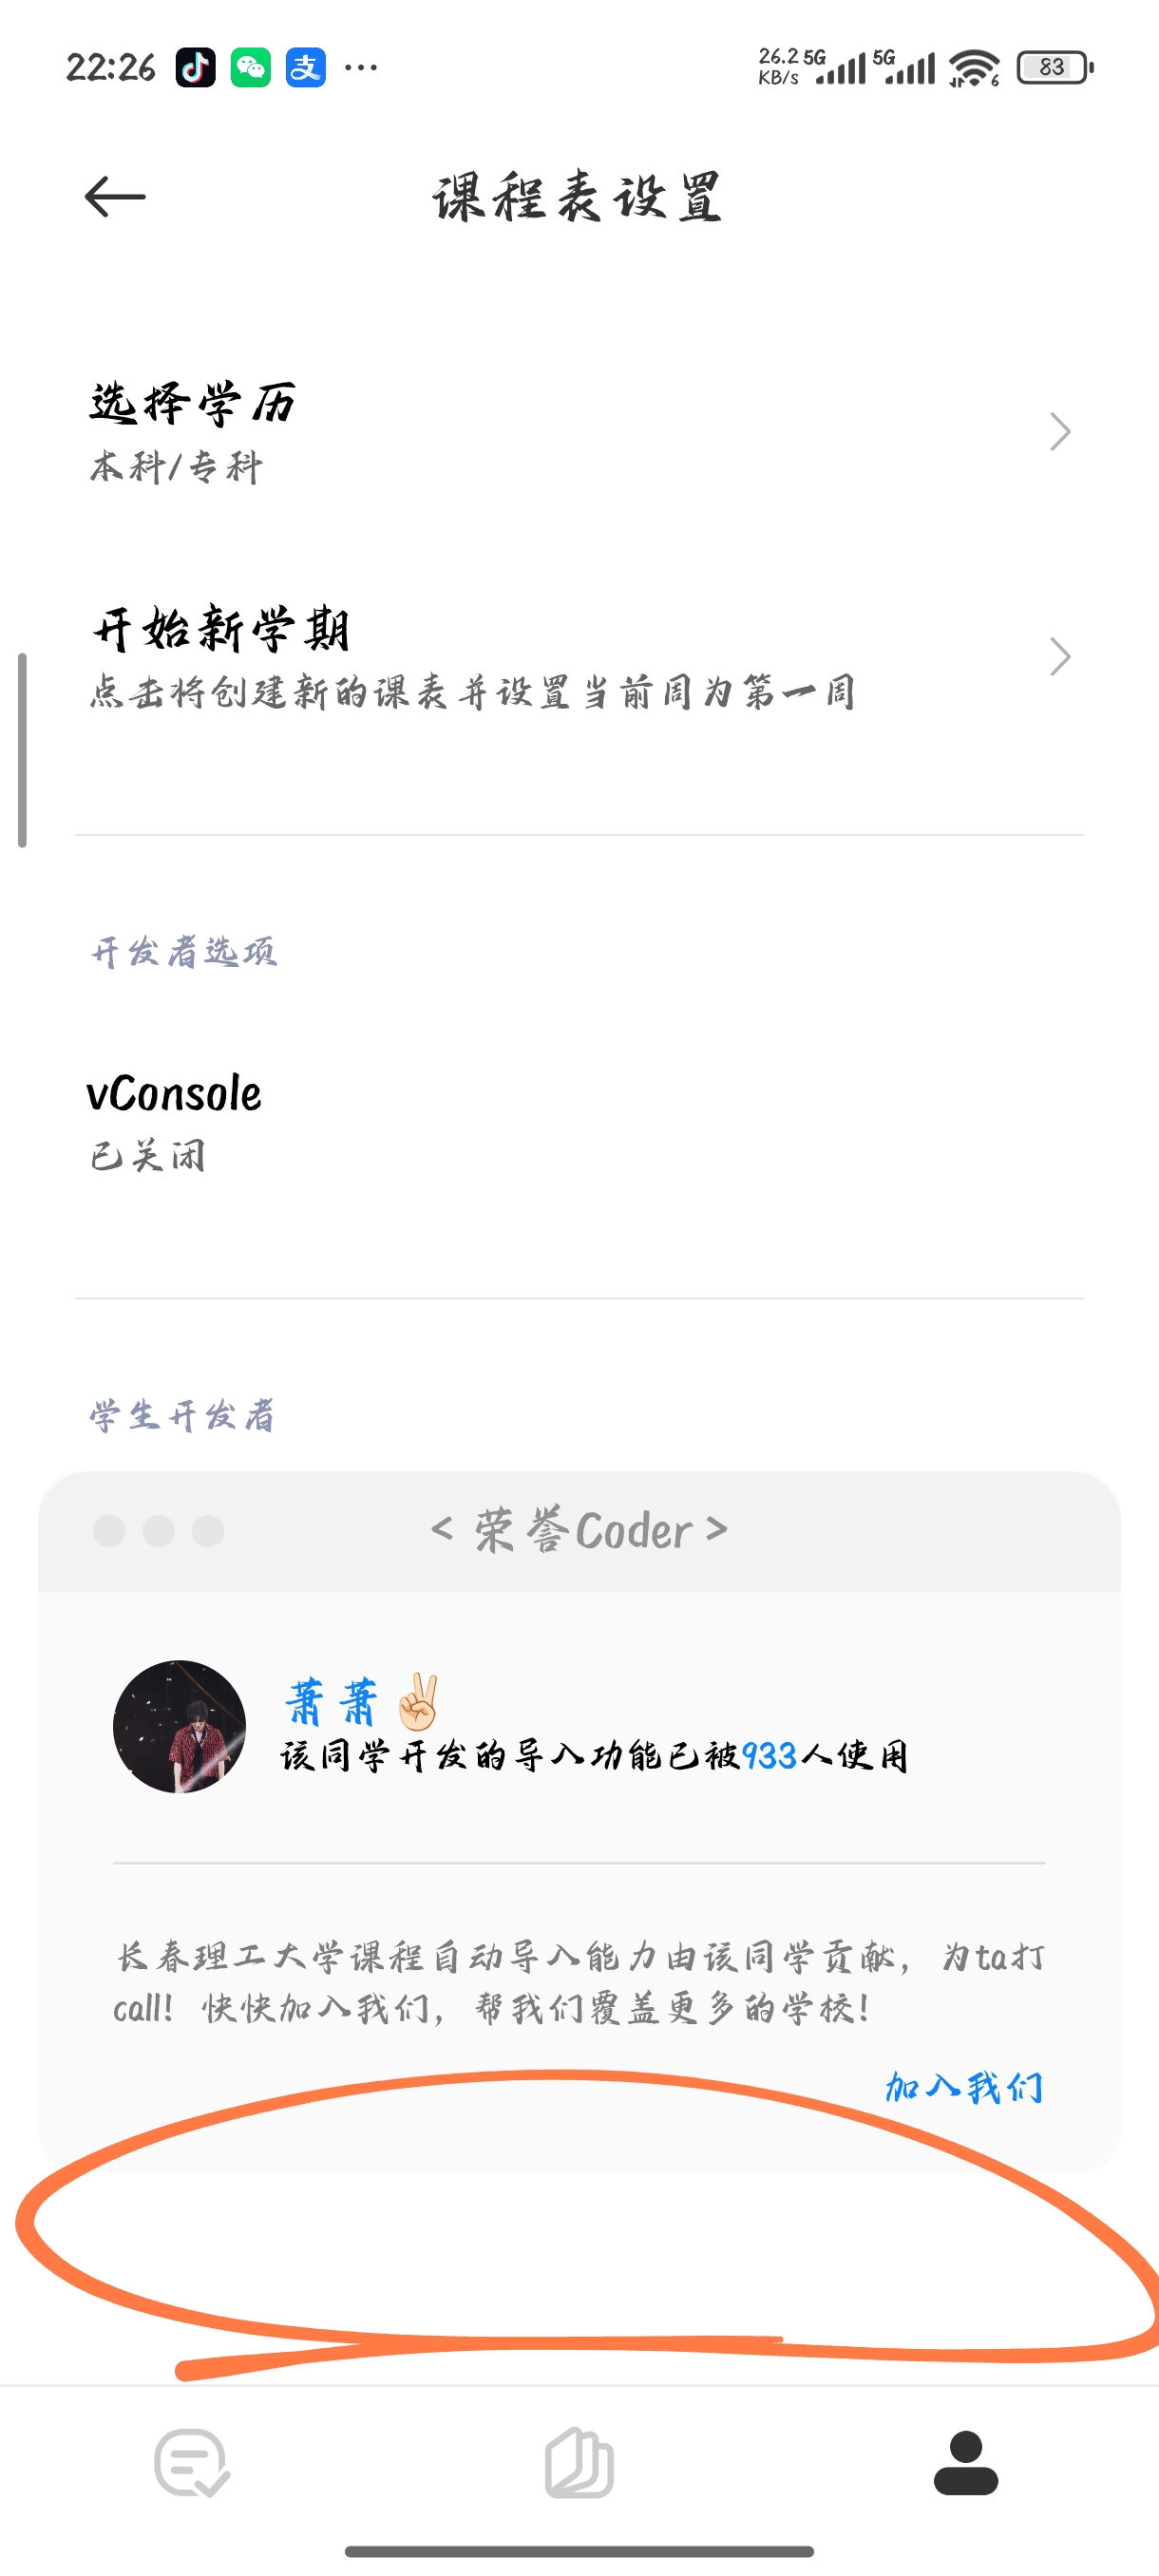 22:26
26.2 KB/s 5G 5G 6 83
课程表设置
选择学历
本科/专科
开始新学期
点击将创建新的课表并设置当前周为第一周
开发者选项
vConsole
已关闭
学生开发者
< 荣誉Coder >
萧萧✌🏻
该同学开发的导入功能已被933人使用
长春理工大学课程自动导入能力由该同学贡献，为ta打
call！快快加入我们，帮我们覆盖更多的学校！
加入我们